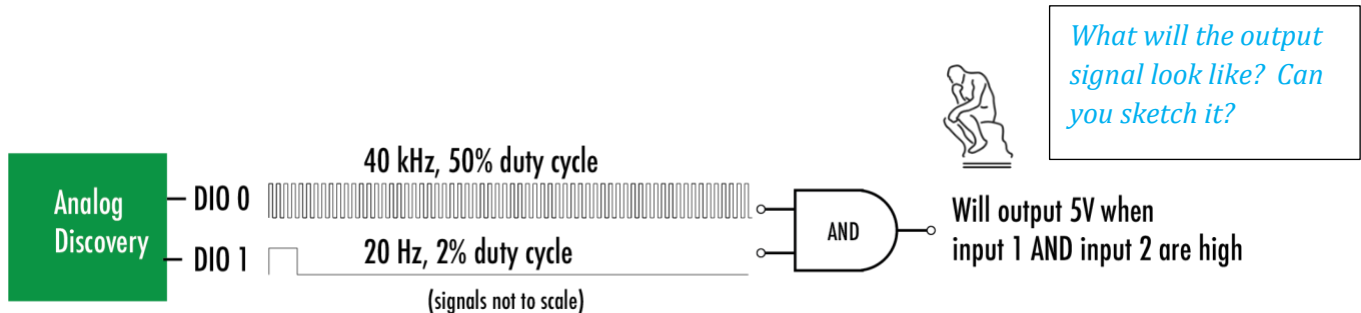 What will the output
signal look like? Can
you sketch it?
Analog
Discovery
DIO 0
40 kHz, 50% duty cycle
DIO 1
20 Hz, 2% duty cycle
(signals not to scale)
AND
Will output 5V when
input 1 AND input 2 are high